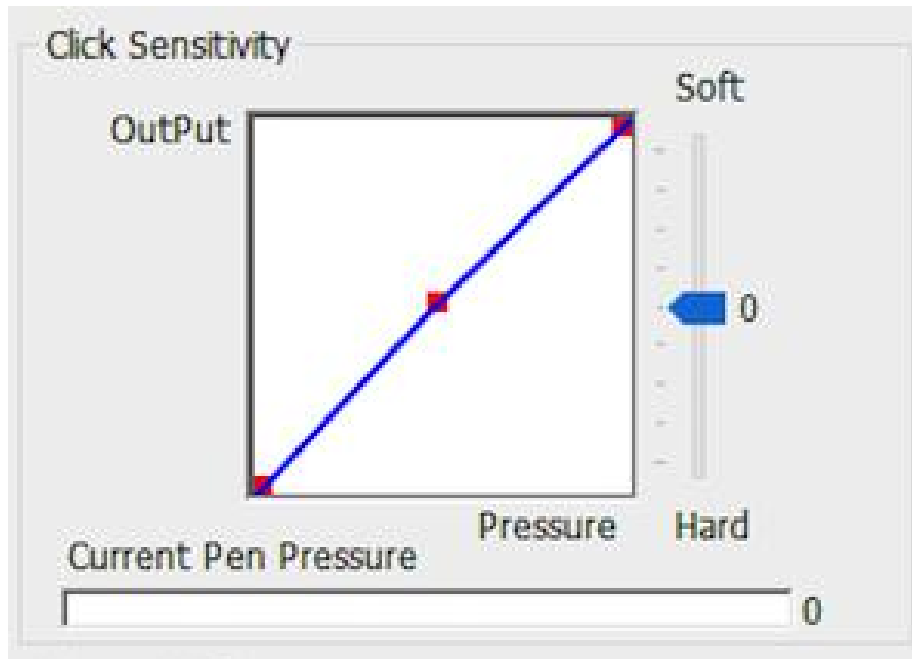 Click Sensitivity
Soft
OutPut
0
Pressure
Hard
Current Pen Pressure
0